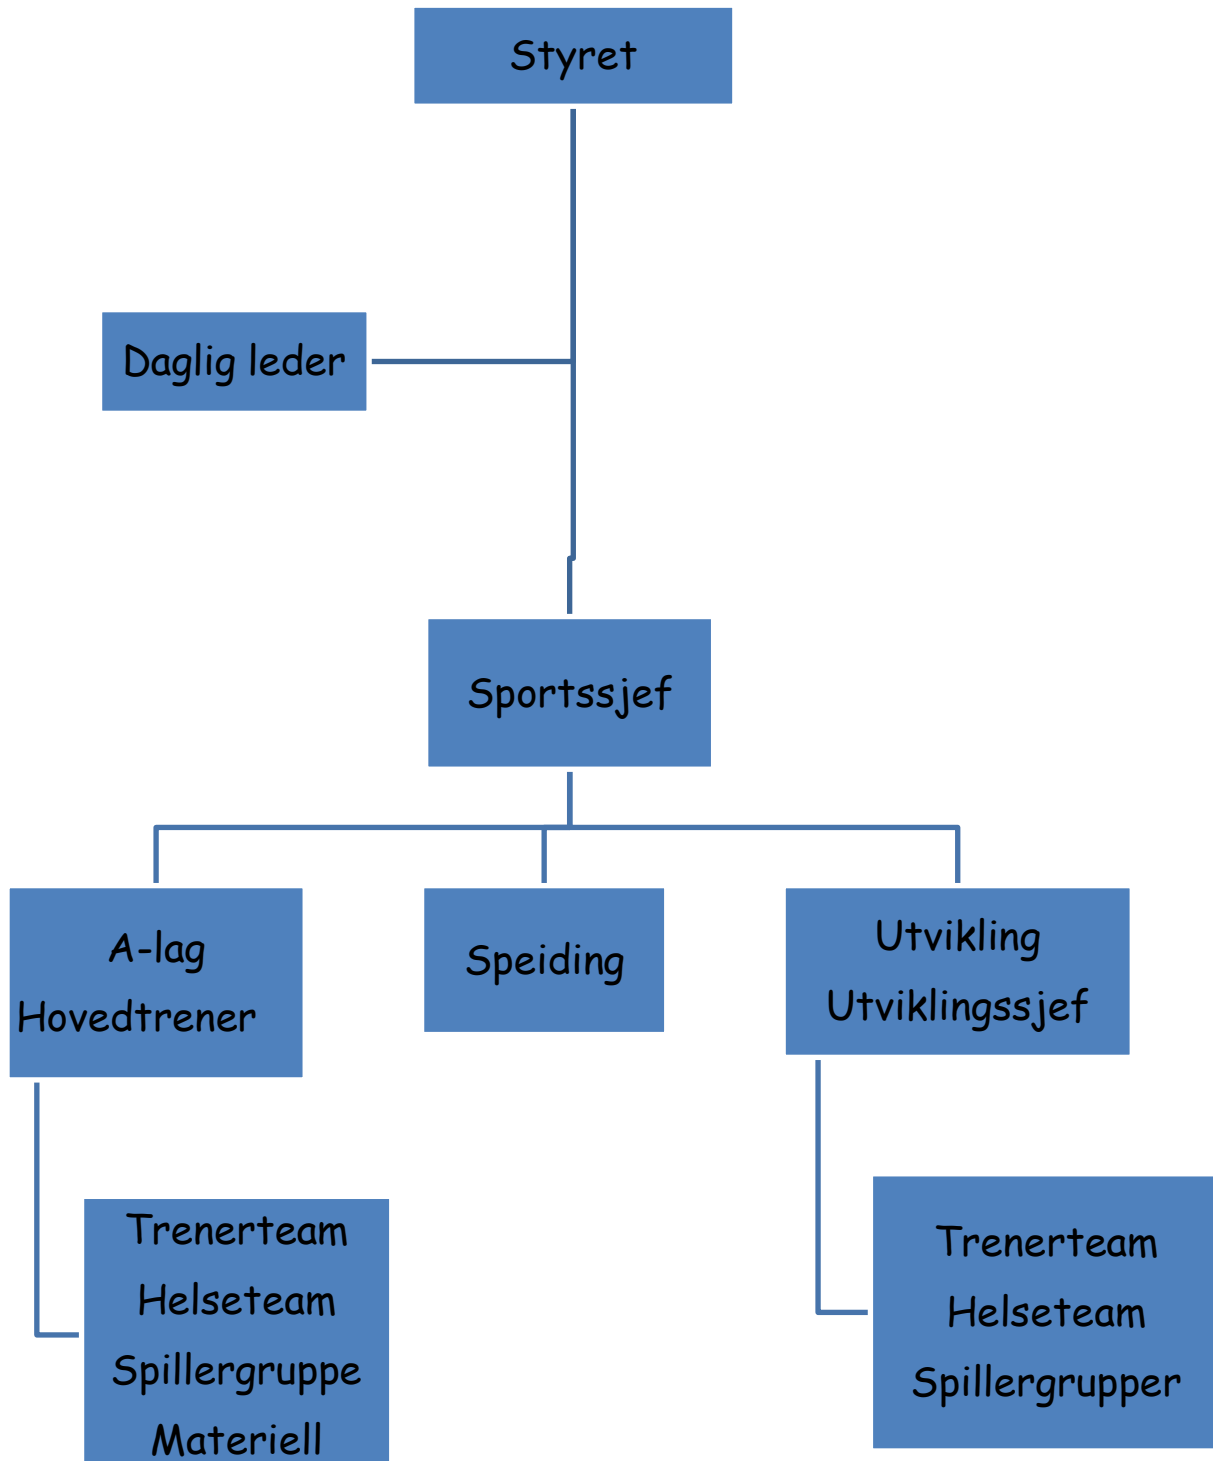 Styret
Daglig leder
Sportssjef
A-lag
Hovedtrener
Speiding
Utvikling
Utviklingssjef
Trenerteam
Helseteam
Spillergruppe
Materiell
Trenerteam
Helseteam
Spillergrupper